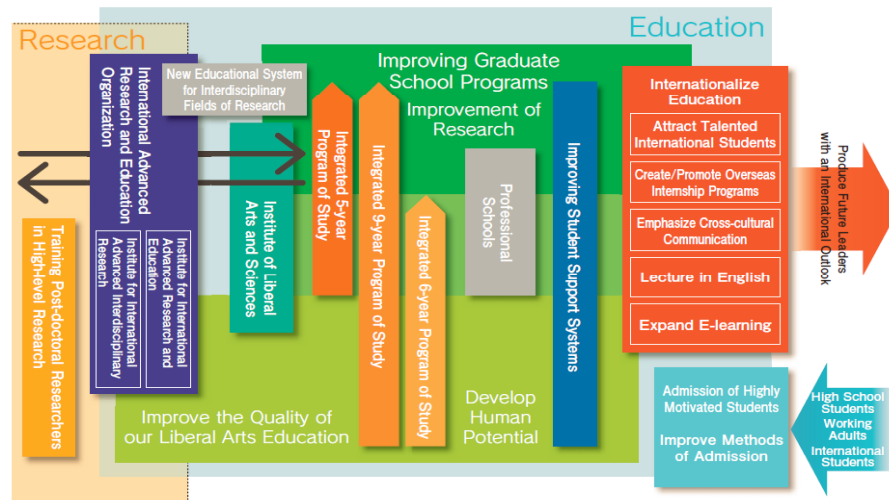 Research
Education
International Advanced
Research and Education
Organization
Institute for International
Advanced Research and
Education
Institute for International
Advanced Interdisciplinary
Research
Training Post-doctoral Researchers
in High-level Research
New Educational System
for Interdisciplinary
Fields of Research
Institute of Liberal
Arts and Sciences
Improving Graduate
School Programs
Improvement of
Research
Integrated 5-year
Program of Study
Integrated 9-year Program of Study
Integrated 6-year Program of Study
Professional
Schools
Improving Student Support Systems
Improve the Quality of
our Liberal Arts Education
Develop
Human
Potential
Internationalize
Education
Attract Talented
International Students
Create/Promote Overseas
Internship Programs
Emphasize Cross-cultural
Communication
Lecture in English
Expand E-learning
Produce Future Leaders
with an International Outlook
Admission of Highly
Motivated Students
Improve Methods
of Admission
High School
Students
Working
Adults
International
Students